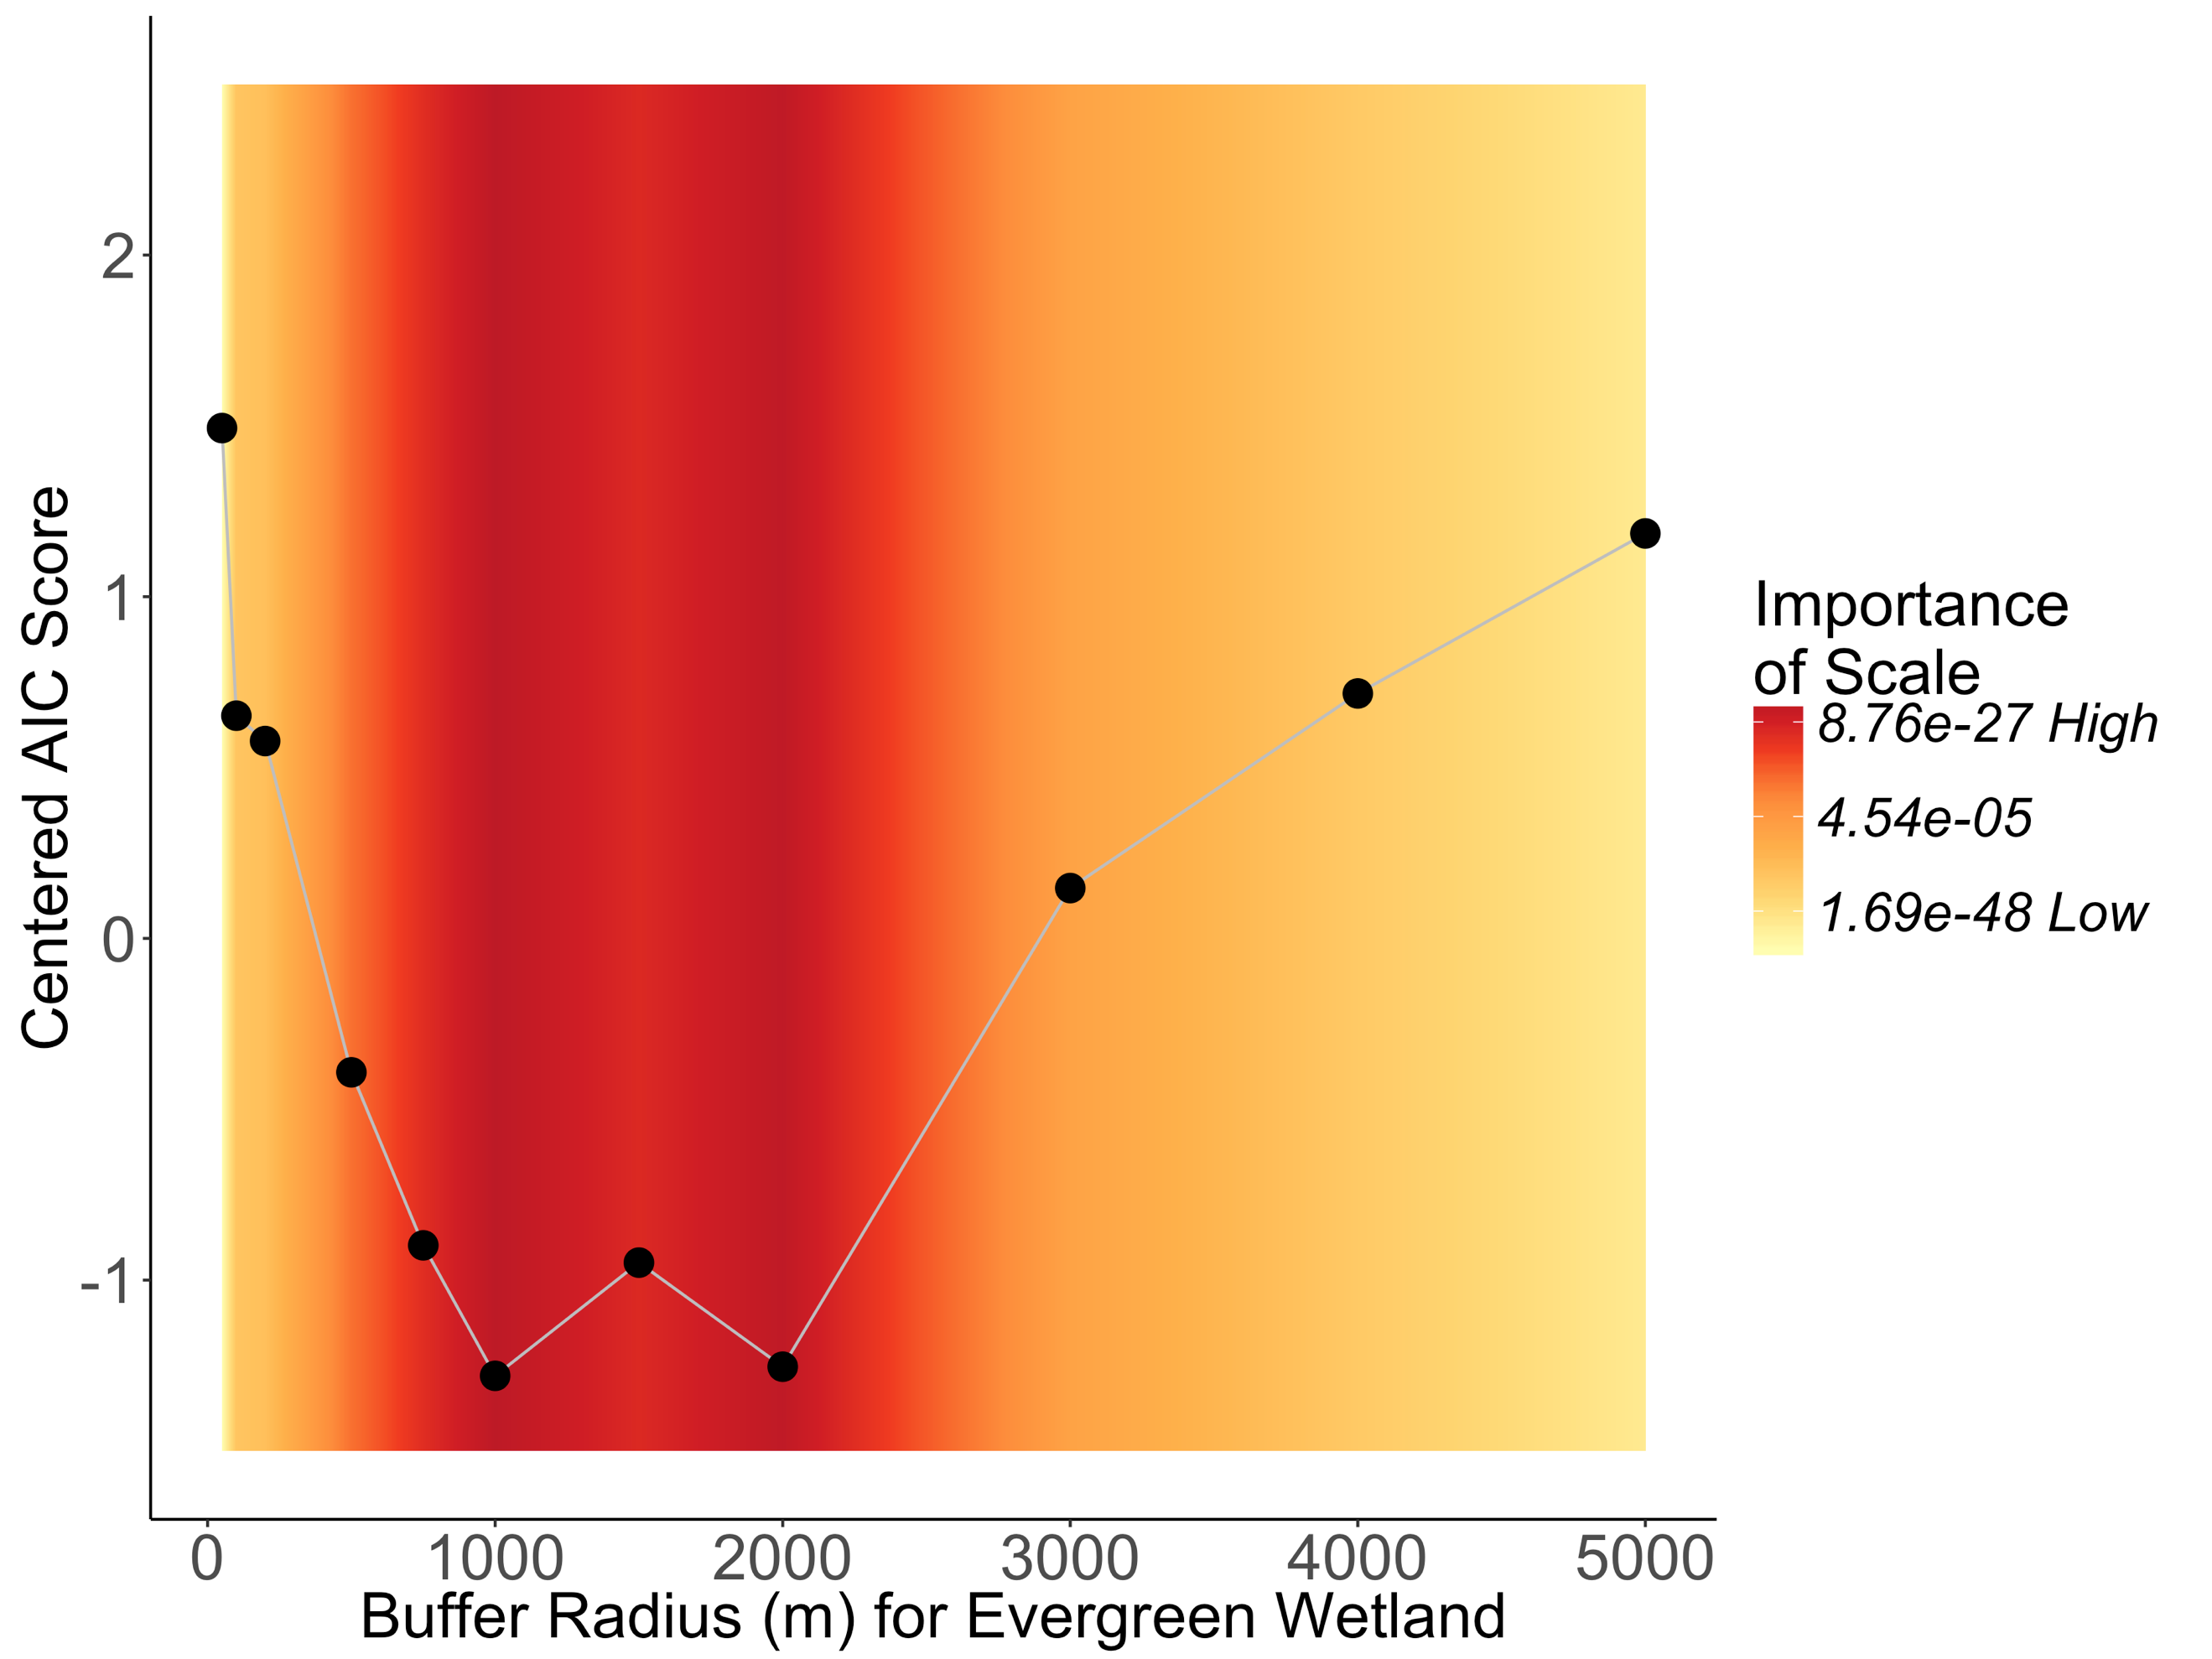 Centered AIC Score
2
1
0
-1
0 1000 2000 3000 4000 5000
Buffer Radius (m) for Evergreen Wetland
Importance
of Scale
8.76e-27 High
4.54e-05
1.69e-48 Low